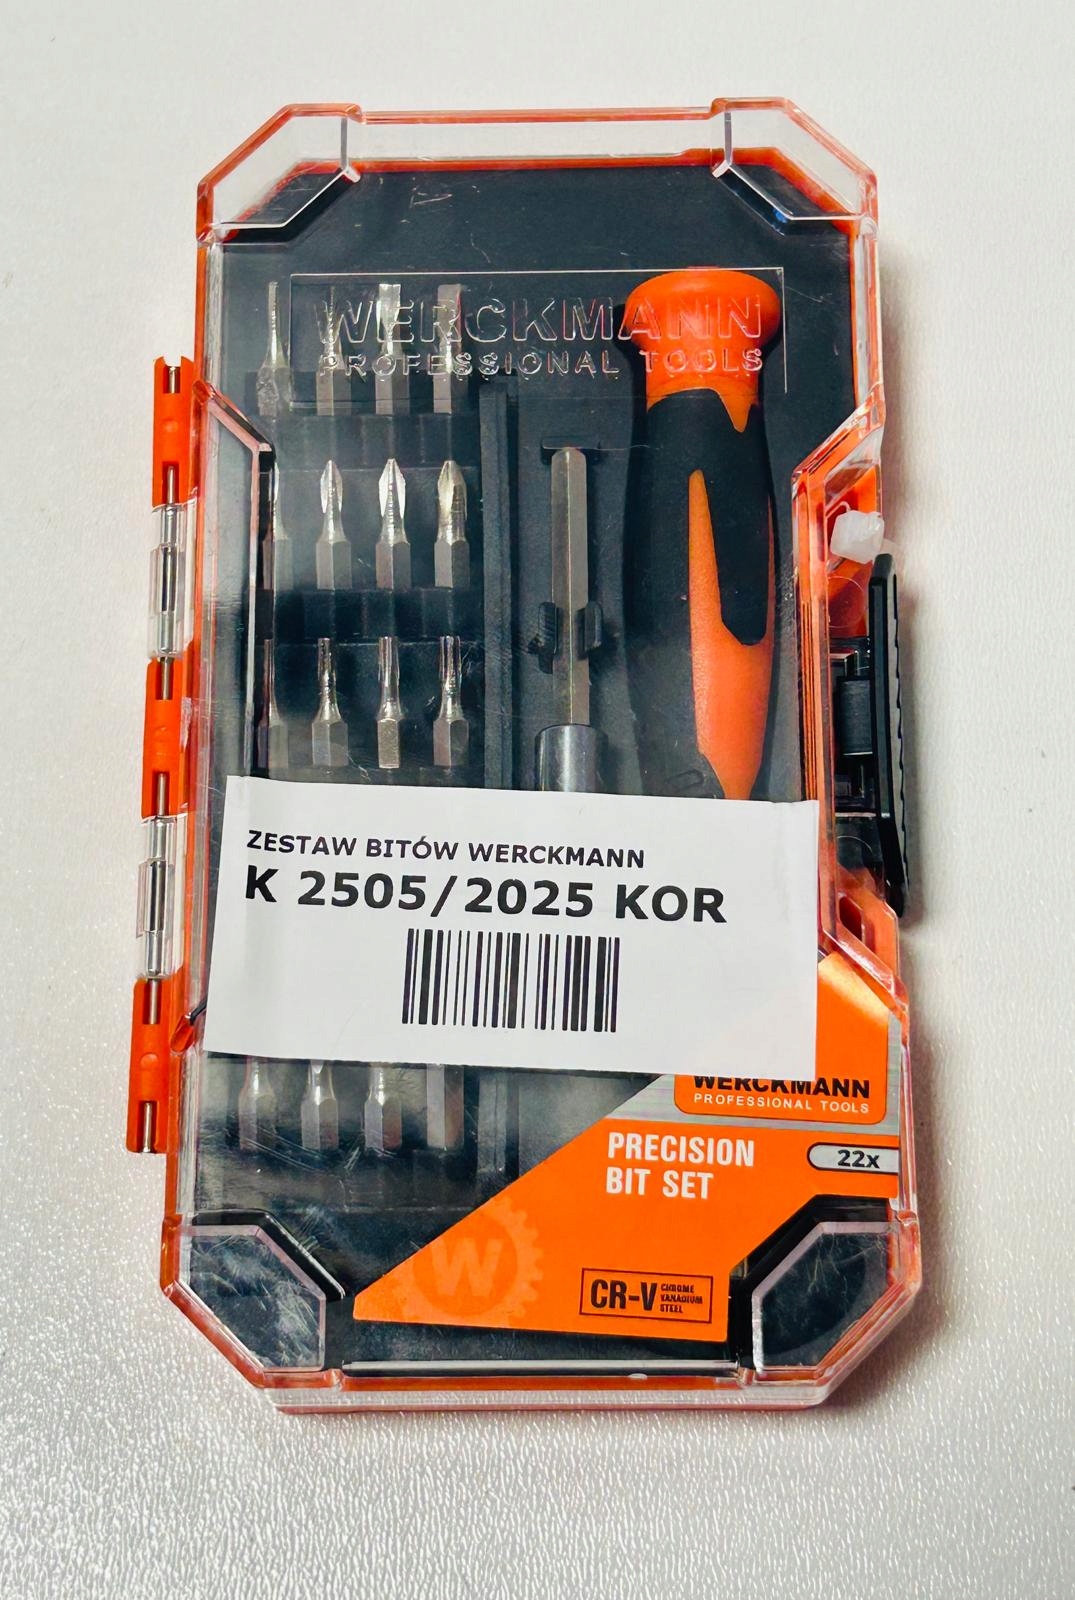 WERCKMANN
PROFESSIONAL TOOLS
ZESTAW BITÓW WERCKMANN
K 2505/2025 KOR
WERCKMANN
PROFESSIONAL TOOLS
PRECISION
BIT SET
22x
W
CR-V
CHROME
VANADIUM
STEEL